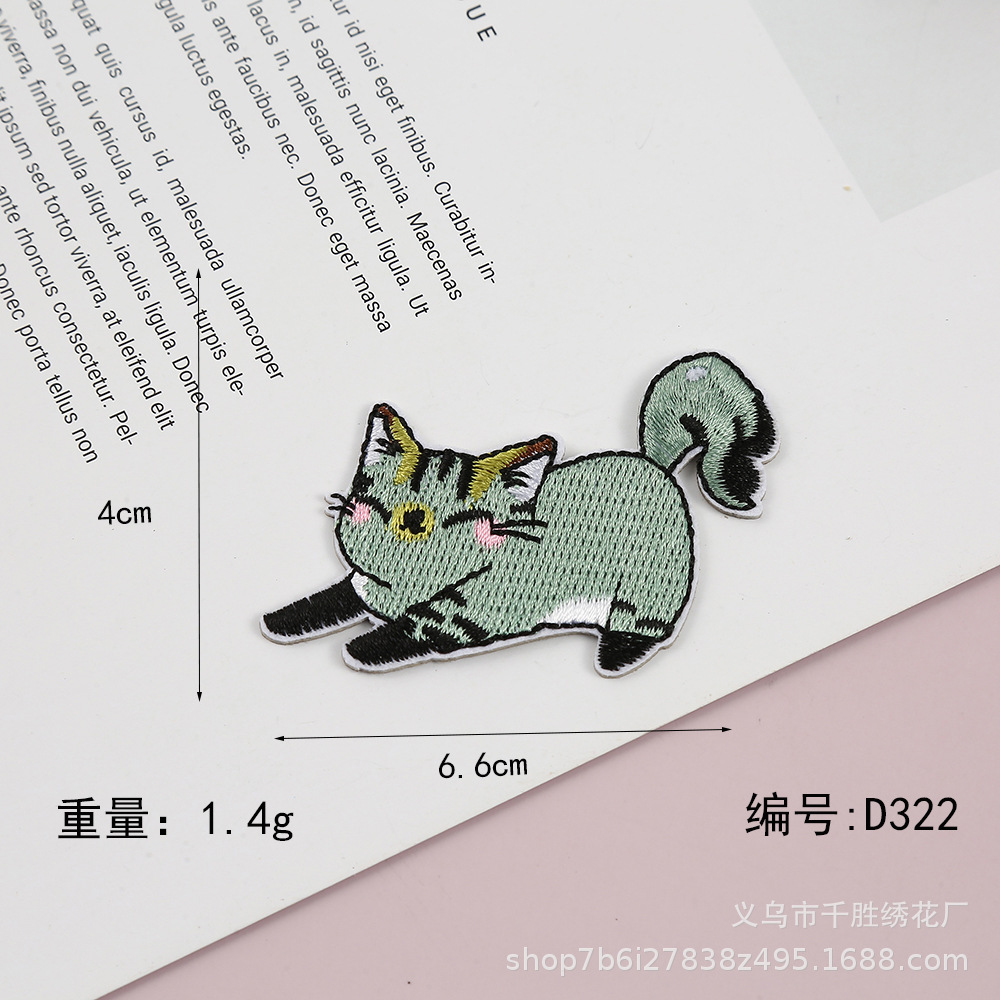 UE
tur id nisi eget finibus. Curabitur in-
id sagittis nunc lacinia. Maecenas
lacus in, malesuada efficitur ligula. Ut
ante faucibus nec. Donec eget massa
gula luctus egestas.
quat quis cursus id, malesuada ullamcorper
assa non dui vehicula, ut elementum turpis ele-
viverra, finibus nulla aliquet, iaculis ligula. Donec
ipsum sed tortor viverra, at eleifend elit
ante rhoncus consectetur. Pel-
Donec porta tellus non
4cm
6.6cm
重量：1.4g
编号:D322
义乌市千胜绣花厂
shop7b6i27838z495.1688.com